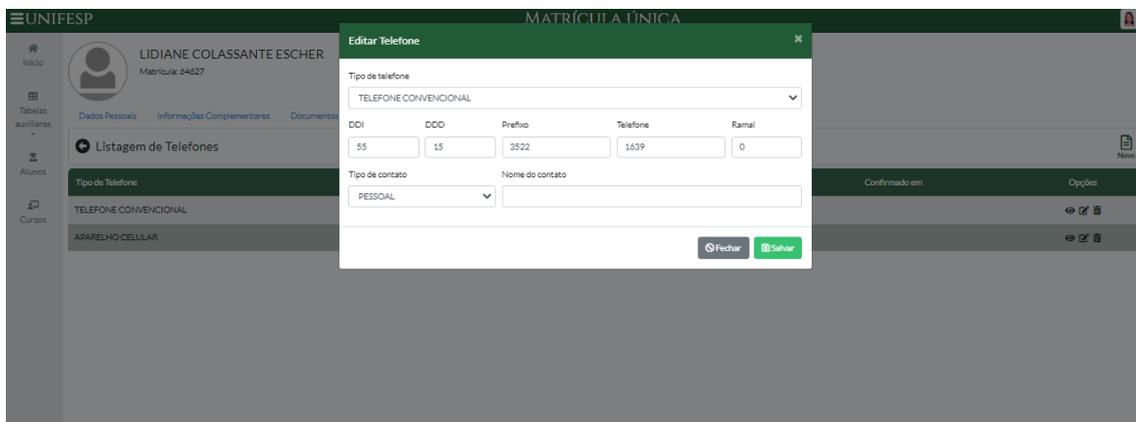 UNIFESP
MATRÍCULA ÚNICA
Início
Tabelas
auxiliares
Alunos
Cursos
LIDIANE COLASSANTE ESCHER
Matrícula: 64627
Dados Pessoais Informações Complementares Documentos
Listagem de Telefones
Novo
Tipo de Telefone Confirmado em Opções
TELEFONE CONVENCIONAL
APARELHO CELULAR
Editar Telefone
Tipo de telefone
TELEFONE CONVENCIONAL
DDI DDD Prefixo Telefone Ramal
55 15 3522 1639 0
Tipo de contato Nome do contato
PESSOAL
Fechar Salvar